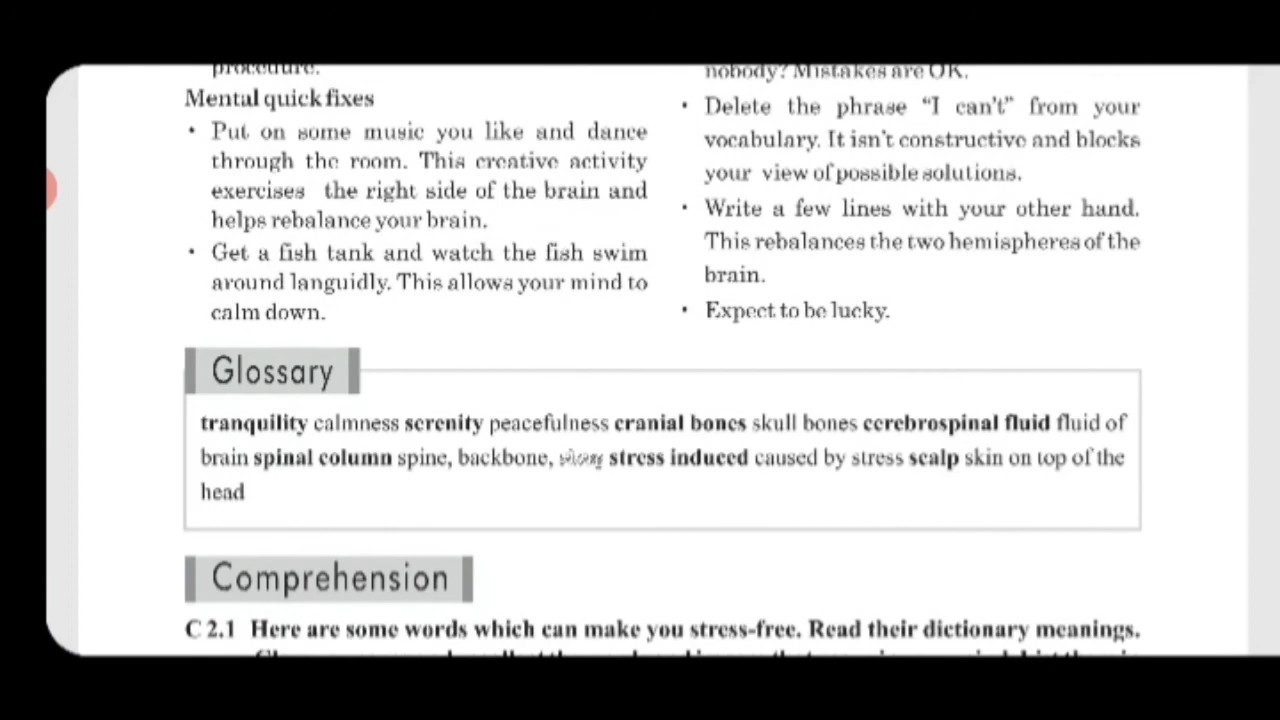 procedure.
Mental quick fixes
• Put on some music you like and dance
through the room. This creative activity
exercises the right side of the brain and
helps rebalance your brain.
• Get a fish tank and watch the fish swim
around languidly. This allows your mind to
calm down.
nobody? Mistakes are OK.
• Delete the phrase “I can't” from your
vocabulary. It isn't constructive and blocks
your view of possible solutions.
• Write a few lines with your other hand.
This rebalances the two hemispheres of the
brain.
• Expect to be lucky.
Glossary
tranquility calmness serenity peacefulness cranial bones skull bones cerebrospinal fluid fluid of
brain spinal column spine, backbone, stress induced caused by stress scalp skin on top of the
head
Comprehension
C 2.1 Here are some words which can make you stress-free. Read their dictionary meanings.